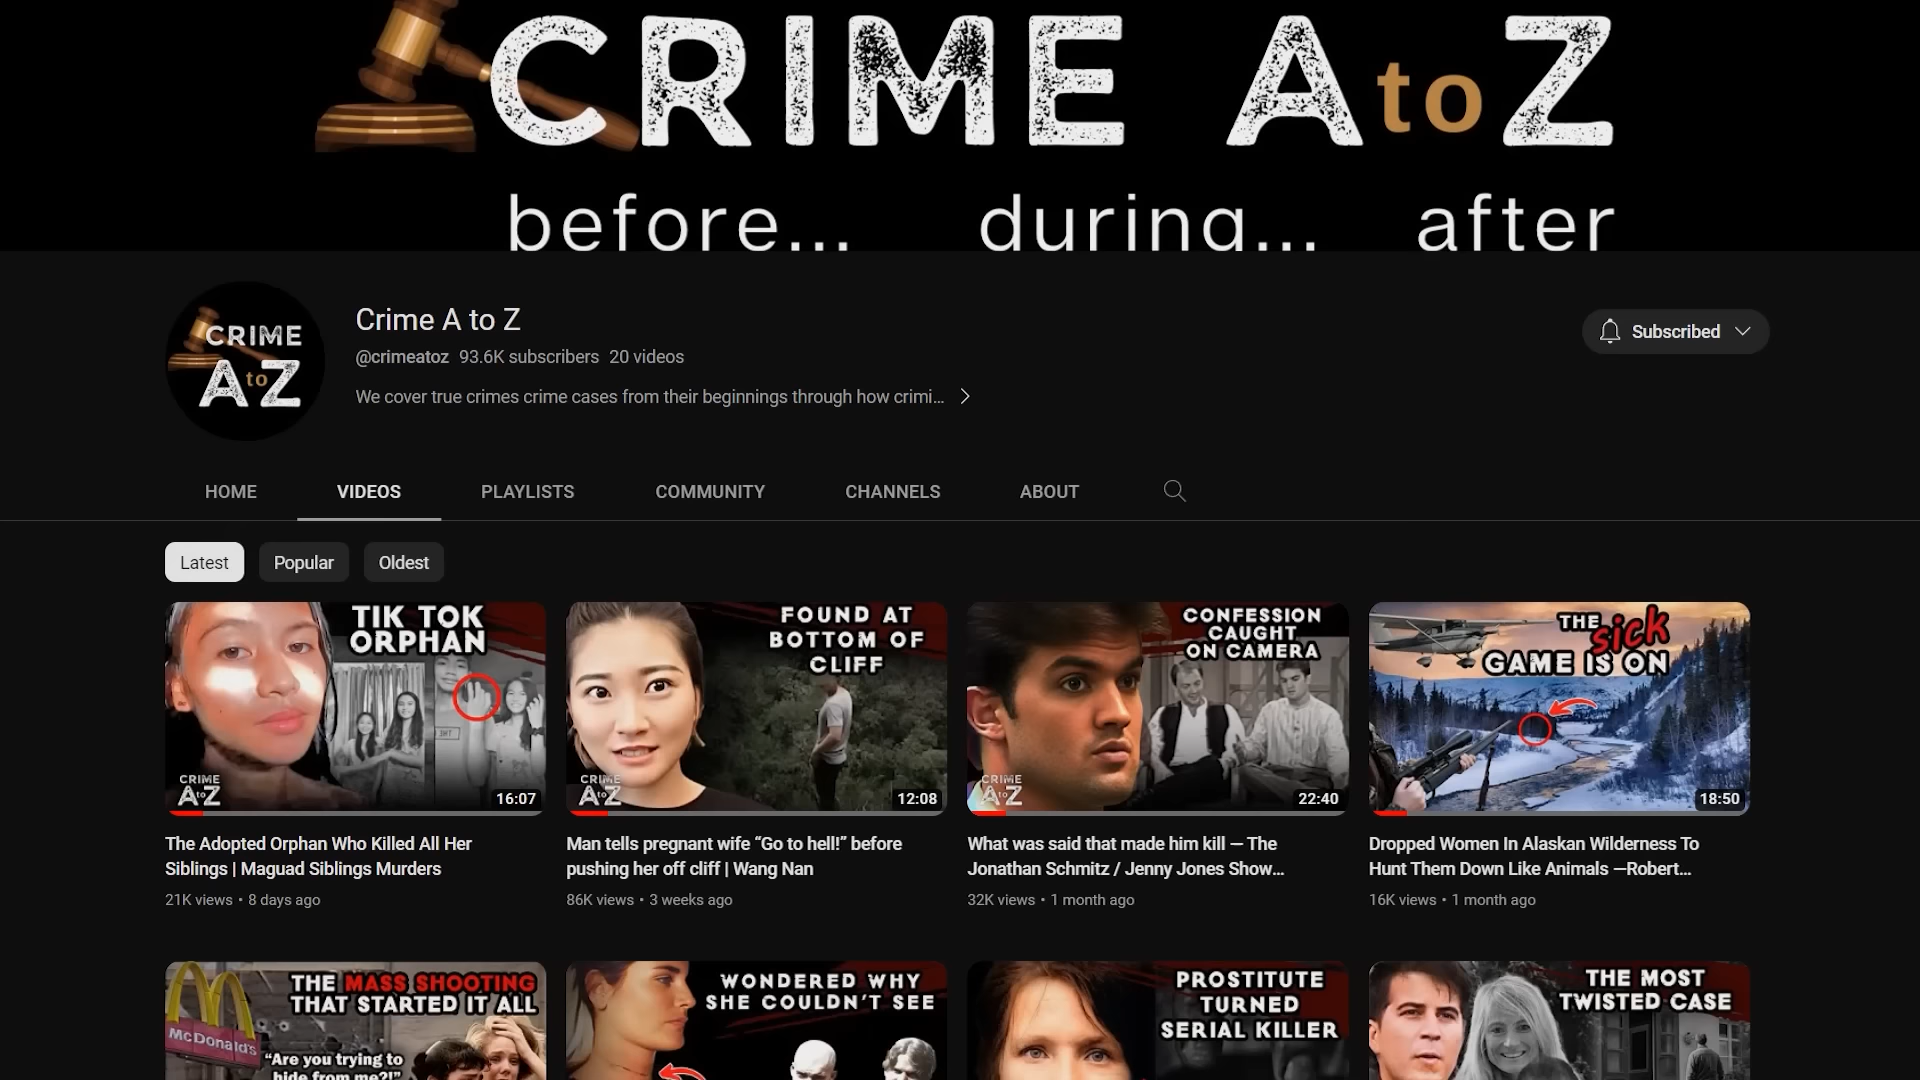 CRIME A to Z
before... during... after
CRIME
A to Z
Crime A to Z
@crimeatoz 93.6K subscribers 20 videos
We cover true crimes crime cases from their beginnings through how crimi...
Subscribed
HOME
VIDEOS
PLAYLISTS
COMMUNITY
CHANNELS
ABOUT
Latest
Popular
Oldest
TIK TOK
ORPHAN
CRIME
A to Z
16:07
FOUND AT
BOTTOM OF
CLIFF
CRIME
A to Z
12:08
CONFESSION
CAUGHT
ON CAMERA
CRIME
A to Z
22:40
THE sick
GAME IS ON
18:50
The Adopted Orphan Who Killed All Her
Siblings | Maguad Siblings Murders
21K views • 8 days ago
Man tells pregnant wife “Go to hell!” before
pushing her off cliff | Wang Nan
86K views • 3 weeks ago
What was said that made him kill — The
Jonathan Schmitz / Jenny Jones Show...
32K views • 1 month ago
Dropped Women In Alaskan Wilderness To
Hunt Them Down Like Animals —Robert...
16K views • 1 month ago
THE MASS SHOOTING
THAT STARTED IT ALL
McDonald's
“Are you trying to
hide from me?!”
WONDERED WHY
SHE COULDN'T SEE
PROSTITUTE
TURNED
SERIAL KILLER
THE MOST
TWISTED CASE